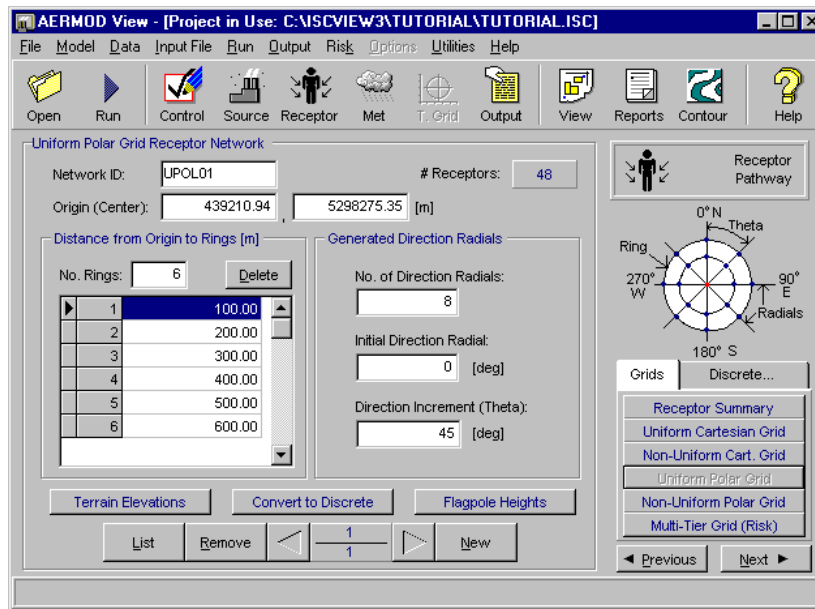 AERMOD View - [Project in Use: C:\ISCVIEW3\TUTORIAL\TUTORIAL.ISC]
File Model Data Input File Run Output Risk Options Utilities Help
Open Run Control Source Receptor Met T. Grid Output View Reports Contour Help
Uniform Polar Grid Receptor Network
Network ID: UPOL01 # Receptors: 48
Origin (Center): 439210.94 , 5298275.35 [m]
Distance from Origin to Rings [m]
No. Rings: 6 Delete
1 100.00
2 200.00
3 300.00
4 400.00
5 500.00
6 600.00
Generated Direction Radials
No. of Direction Radials:
8
Initial Direction Radial:
0 [deg]
Direction Increment (Theta):
45 [deg]
Terrain Elevations Convert to Discrete Flagpole Heights
List Remove 1 New
1
Receptor
Pathway
0° N
Theta
Ring
270° 90°
W E
Radials
180° S
Grids Discrete...
Receptor Summary
Uniform Cartesian Grid
Non-Uniform Cart. Grid
Uniform Polar Grid
Non-Uniform Polar Grid
Multi-Tier Grid (Risk)
Previous Next